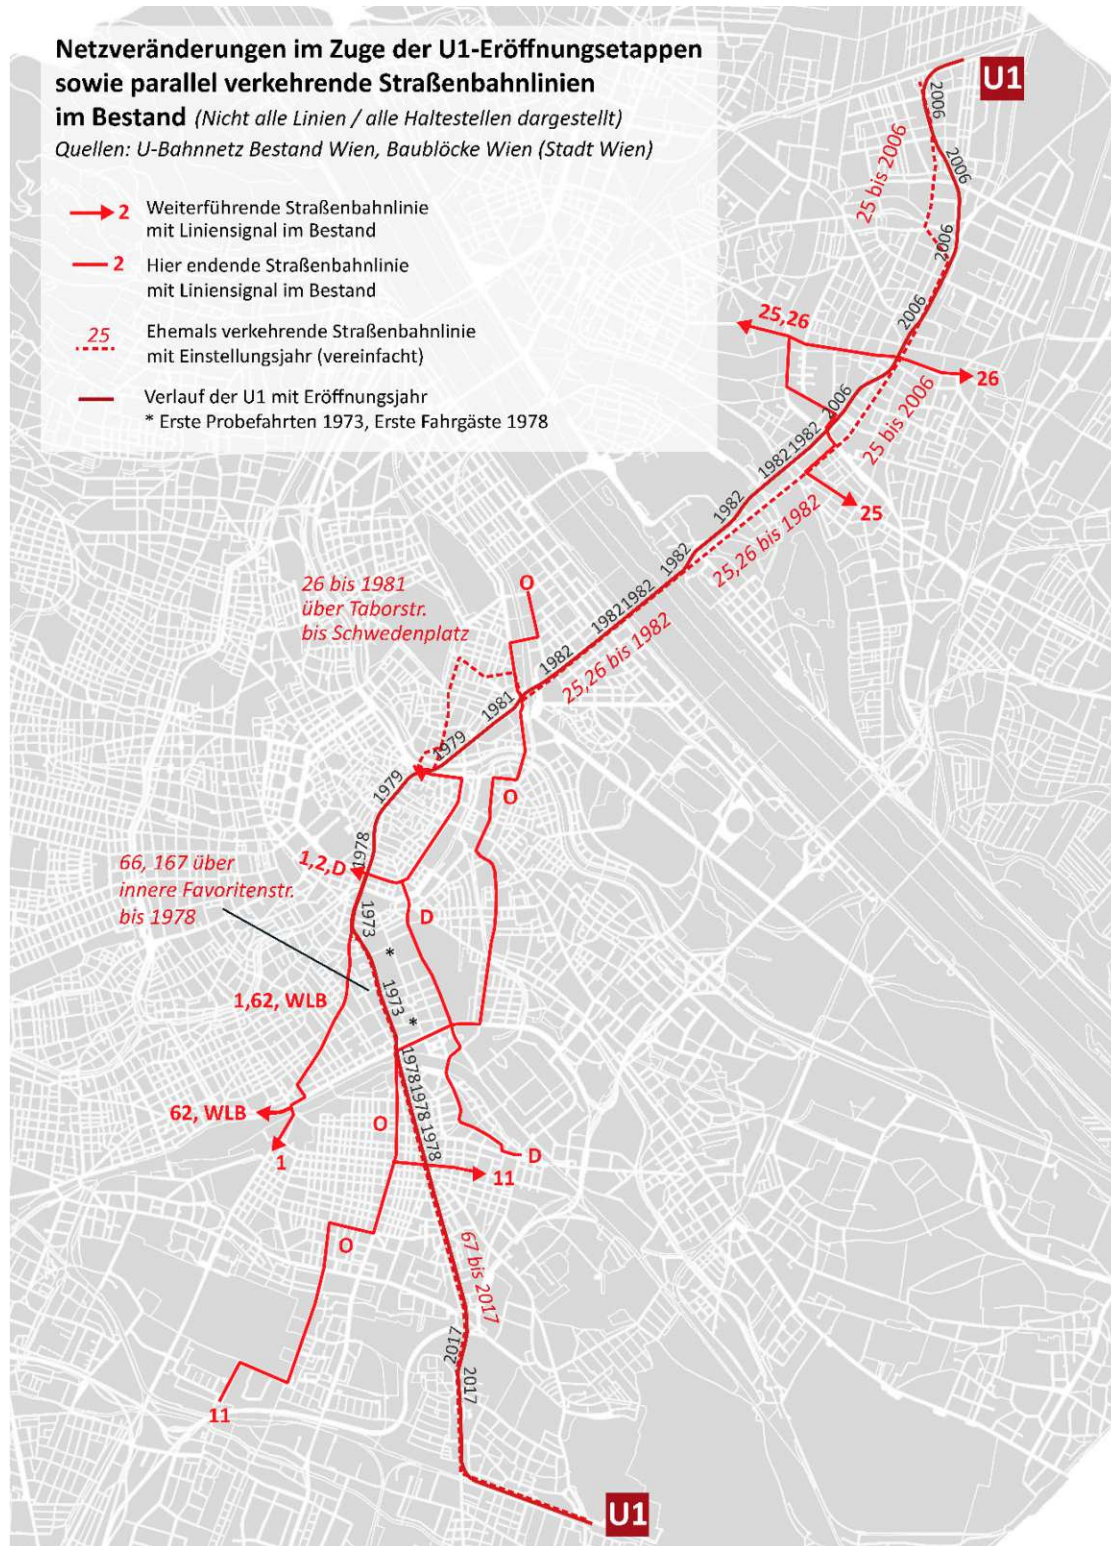 Netzveränderungen im Zuge der U1-Eröffnungsetappen
sowie parallel verkehrende Straßenbahnlinien
im Bestand (Nicht alle Linien / alle Haltestellen dargestellt)
Quellen: U-Bahnnetz Bestand Wien, Baublöcke Wien (Stadt Wien)
2 Weiterführende Straßenbahnlinie
mit Liniensignal im Bestand
2 Hier endende Straßenbahnlinie
mit Liniensignal im Bestand
25 Ehemals verkehrende Straßenbahnlinie
mit Einstellungsjahr (vereinfacht)
Verlauf der U1 mit Eröffnungsjahr
* Erste Probefahrten 1973, Erste Fahrgäste 1978
U1
2006
25 bis 2006
2006
2006
2006
25,26
26
2006
25 bis 2006
1982
1982
1982
25
1982
25,26 bis 1982
26 bis 1981
über Taborstr.
bis Schwedenplatz
O
1982
1982
1982
25,26 bis 1982
1981
1979
1979
O
1978
1,2,D
66, 167 über
innere Favoritenstr.
bis 1978
1973
*
D
1973
*
1,62, WLB
1978
1978
1978
62, WLB
O
1
D
11
O
67 bis 2017
2017
2017
11
U1